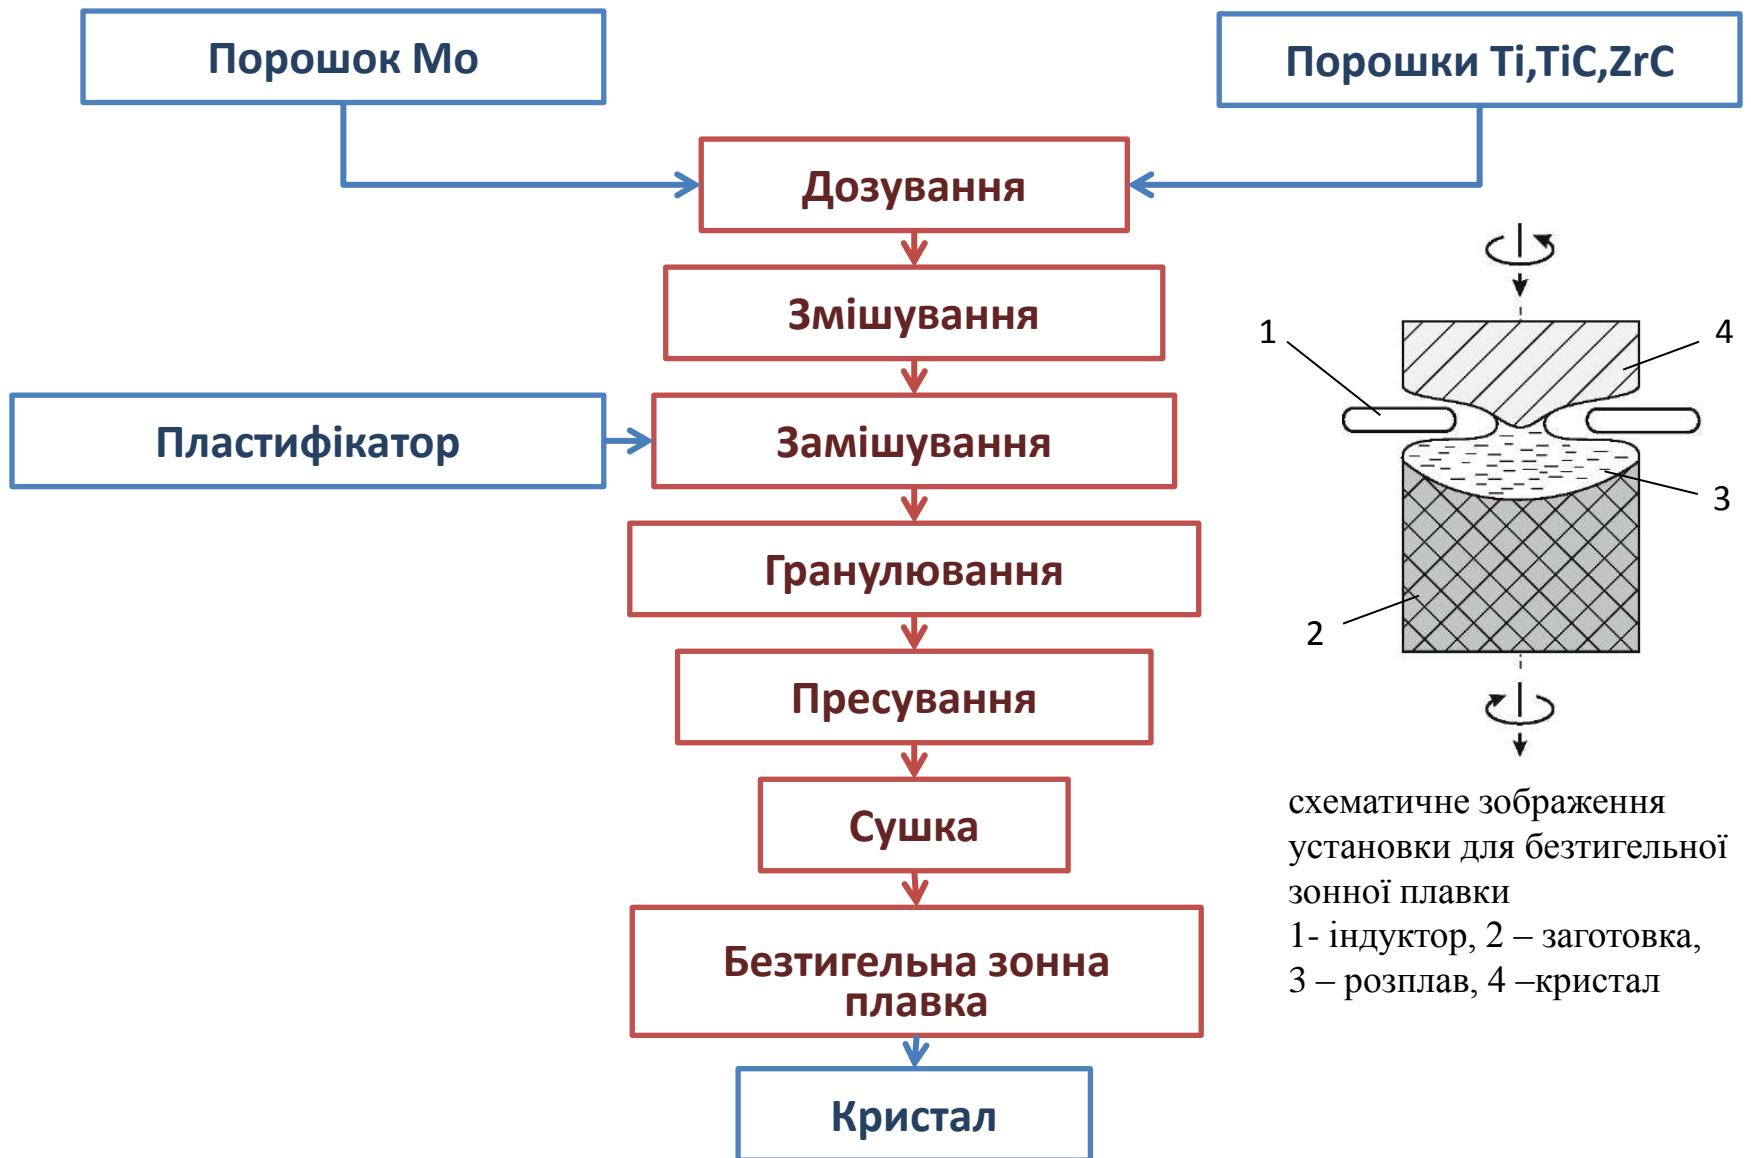 Порошок Мо
Порошки Ti,TiC,ZrC
Дозування
Змішування
Пластифікатор
Замішування
Гранулювання
Пресування
Сушка
Безтигельна зонна
плавка
Кристал
1
4
3
2
схематичне зображення
установки для безтигельної
зонної плавки
1- індуктор, 2 – заготовка,
3 – розплав, 4 –кристал